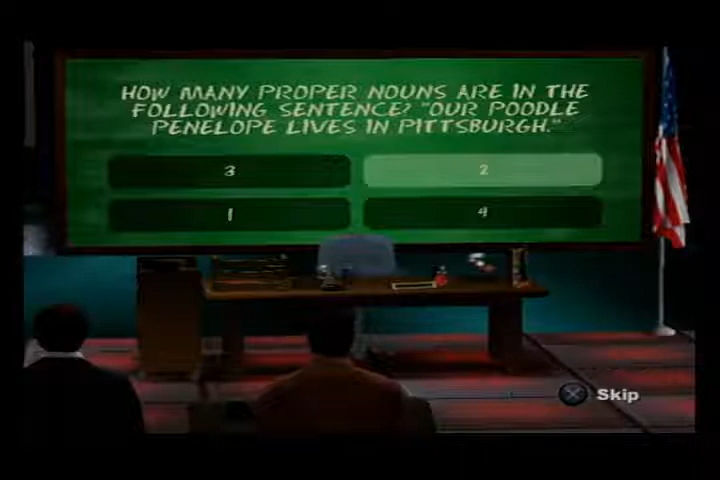 HOW MANY PROPER NOUNS ARE IN THE
FOLLOWING SENTENCE? "OUR POODLE
PENELOPE LIVES IN PITTSBURGH."
3
2
1
4
Skip